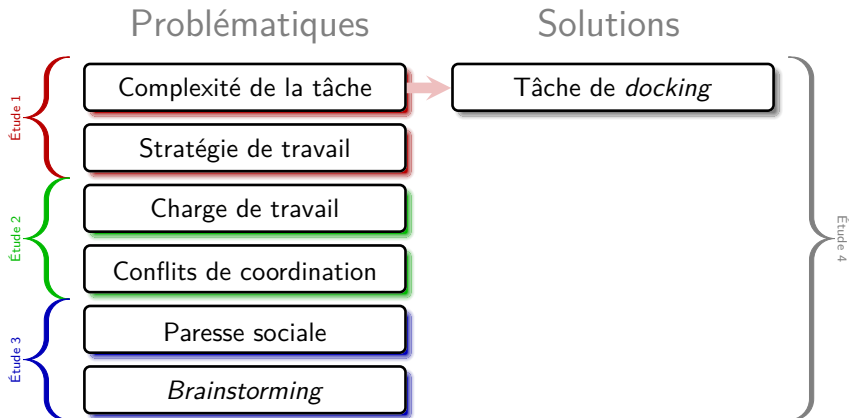 Problématiques
Solutions
Étude 1
Complexité de la tâche
Tâche de docking
Stratégie de travail
Étude 2
Charge de travail
Conflits de coordination
Étude 3
Paresse sociale
Brainstorming
Étude 4